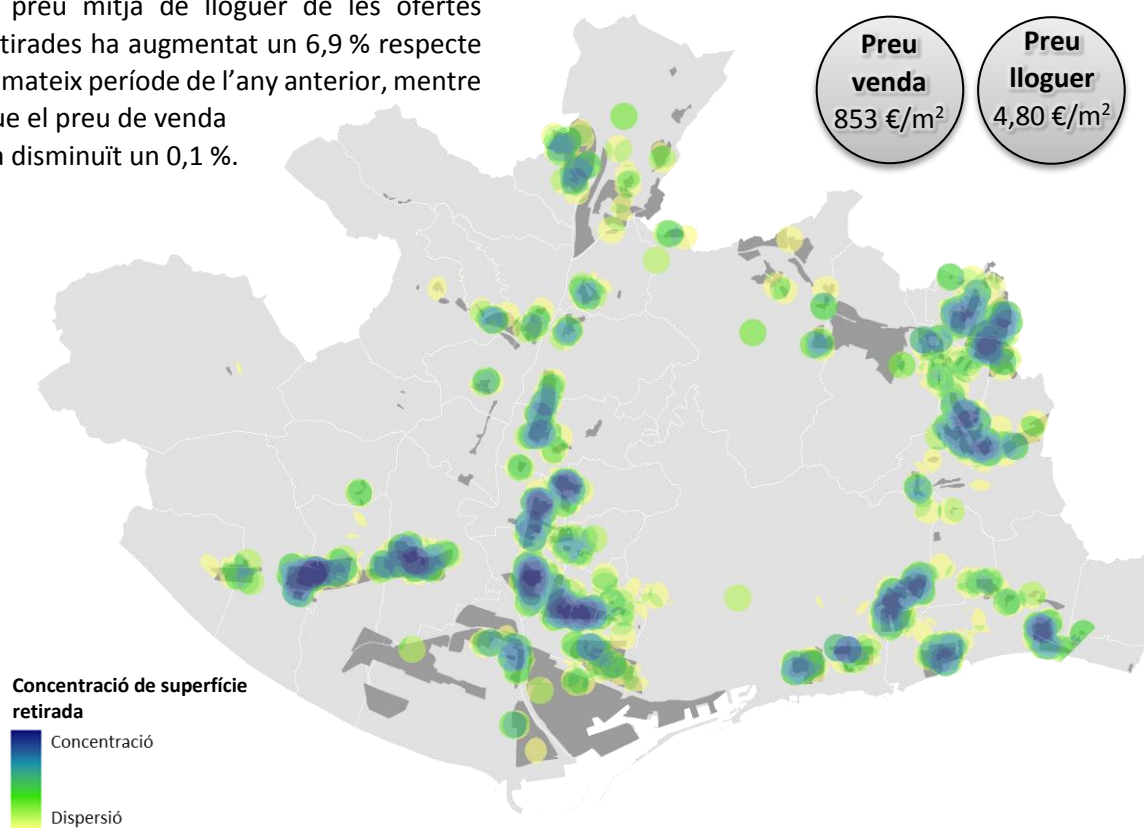 preu mitjà de lloguer de les ofertes
ha augmentat un 6,9 % respecte
mateix període de l’any anterior, mentre
el preu de venda
disminuït un 0,1 %.
Preu
venda
853 €/m²
Preu
lloguer
4,80 €/m²
Concentració de superfície
retirada
Concentració
Dispersió